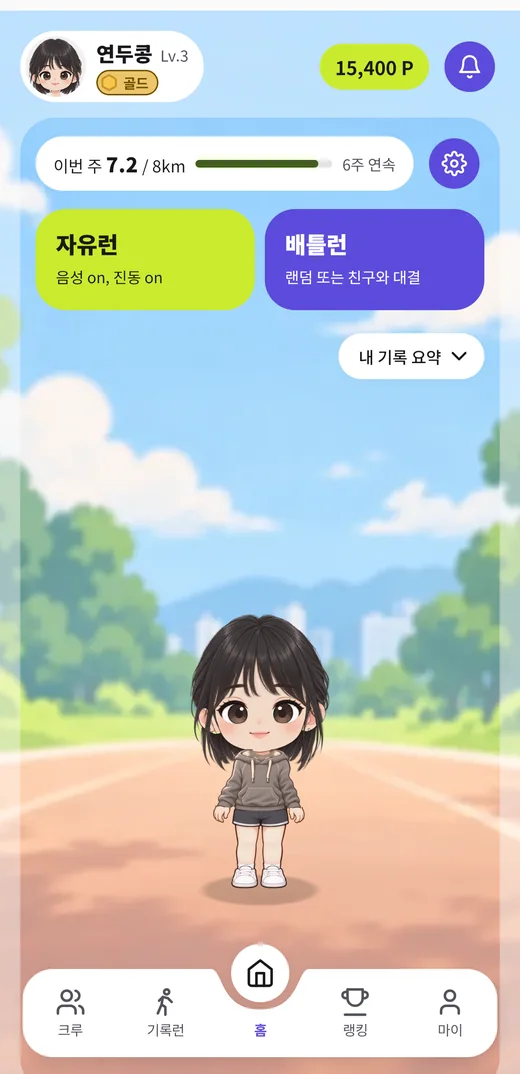 연두콩 Lv.3
골드
15,400 P
이번 주 7.2 / 8km
6주 연속
자유런
음성 on, 진동 on
배틀런
랜덤 또는 친구와 대결
내 기록 요약
크루
기록런
홈
랭킹
마이